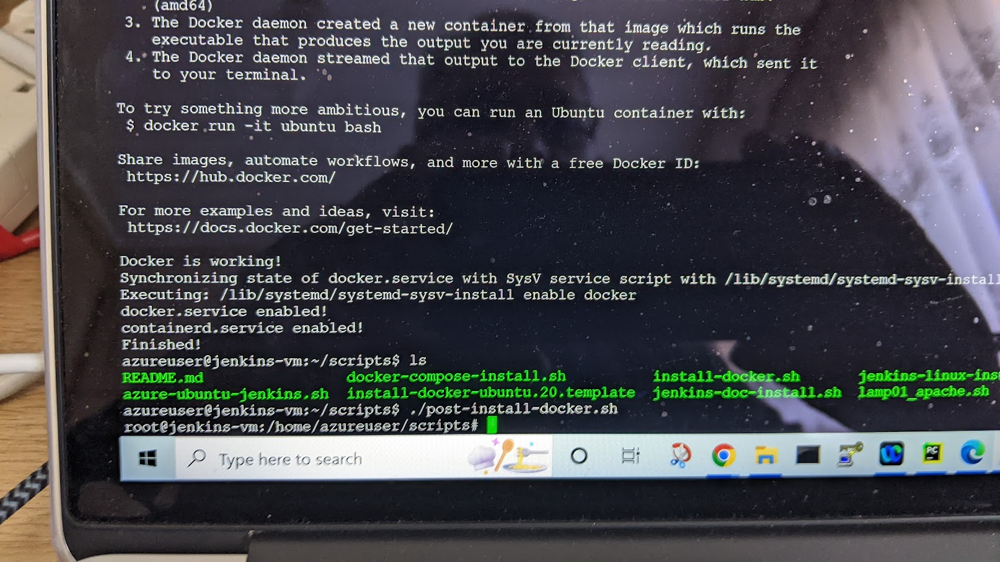 (amd64)
3. The Docker daemon created a new container from that image which runs the
executable that produces the output you are currently reading.
4. The Docker daemon streamed that output to the Docker client, which sent it
to your terminal.
To try something more ambitious, you can run an Ubuntu container with:
$ docker run -it ubuntu bash
Share images, automate workflows, and more with a free Docker ID:
https://hub.docker.com/
For more examples and ideas, visit:
https://docs.docker.com/get-started/
Docker is working!
Synchronizing state of docker.service with SysV service script with /lib/systemd/systemd-sysv-install
Executing: /lib/systemd/systemd-sysv-install enable docker
docker.service enabled!
containerd.service enabled!
Finished!
azureuser@jenkins-vm:~/scripts$ ls
README.md docker-compose-install.sh install-docker.sh jenkins-linux-inst
azure-ubuntu-jenkins.sh install-docker-ubuntu.20.template jenkins-doc-install.sh lamp01_apache.sh
azureuser@jenkins-vm:~/scripts$ ./post-install-docker.sh
root@jenkins-vm:/home/azureuser/scripts#
Type here to search
PC